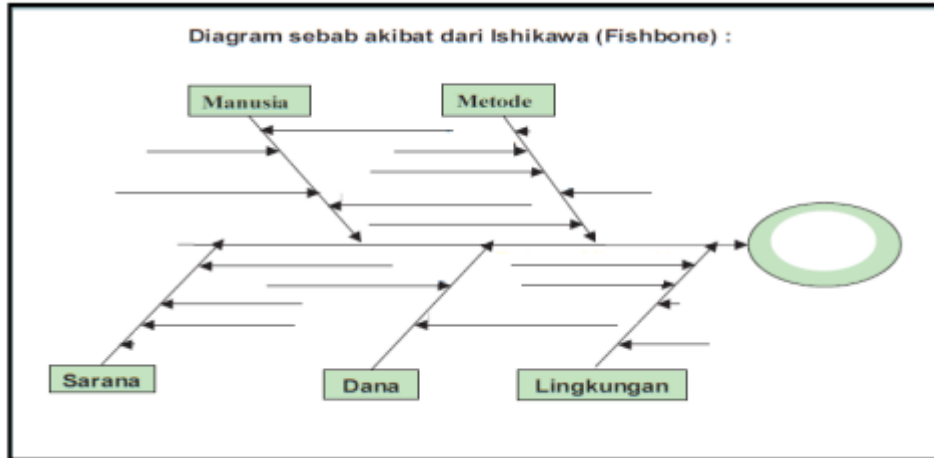 Diagram sebab akibat dari Ishikawa (Fishbone) :
Manusia
Metode
Sarana
Dana
Lingkungan